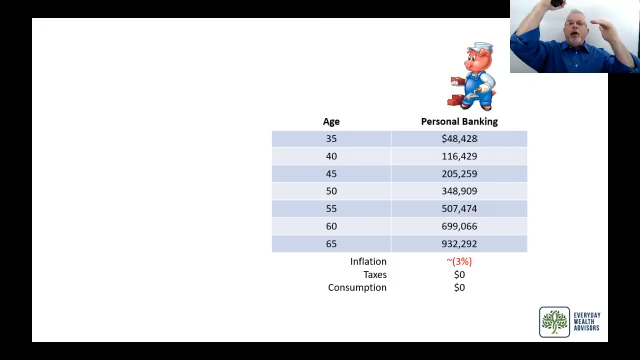 Age Personal Banking
35 $48,428
40 116,429
45 205,259
50 348,909
55 507,474
60 699,066
65 932,292
Inflation ~(3%)
Taxes $0
Consumption $0
EVERYDAY
WEALTH
ADVISORS